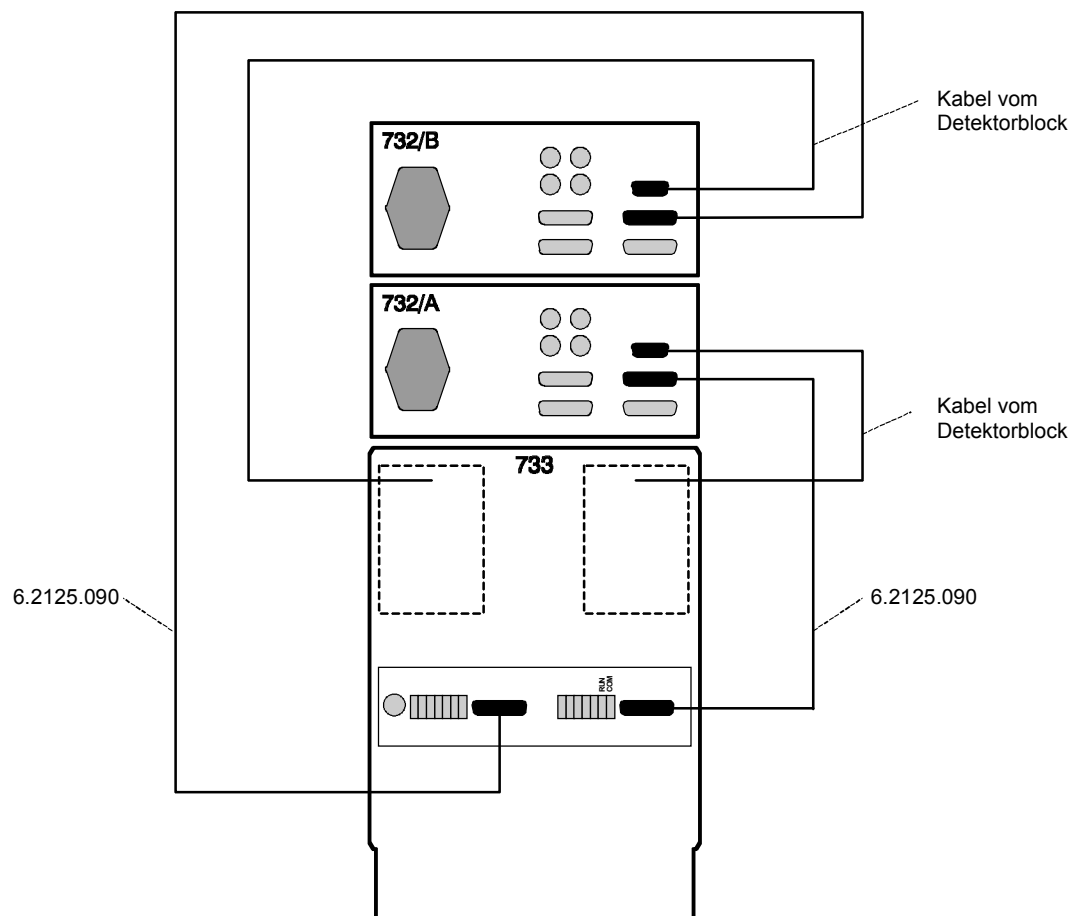 Kabel vom
Detektorblock
732/B
732/A
Kabel vom
Detektorblock
733
6.2125.090
6.2125.090
RUN
COM